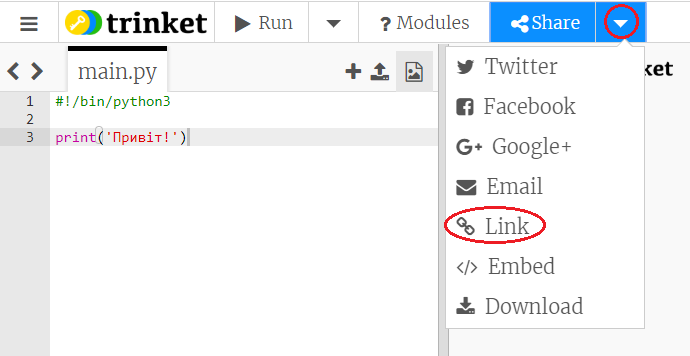 trinket Run ? Modules Share
main.py
1 #!/bin/python3
2
3 print('Привіт!')
ket
Twitter
Facebook
G+ Google+
Email
Link
</> Embed
Download